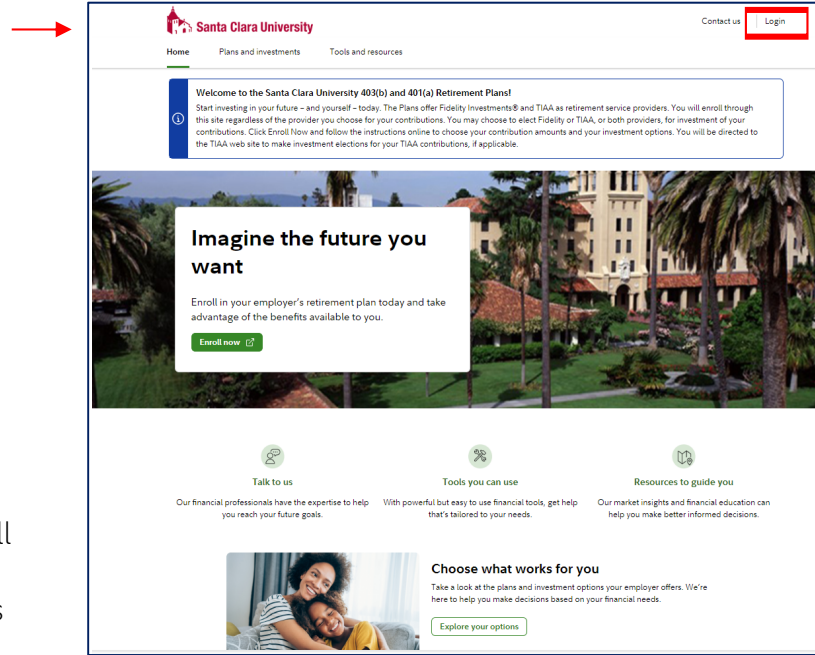 Santa Clara University
Contact us
Login
Home
Plans and investments
Tools and resources
Welcome to the Santa Clara University 403(b) and 401(a) Retirement Plans!
Start investing in your future – and yourself – today. The Plans offer Fidelity Investments® and TIAA as retirement service providers. You will enroll through
this site regardless of the provider you choose for your contributions. You may choose to elect Fidelity or TIAA, or both providers, for investment of your
contributions. Click Enroll Now and follow the instructions online to choose your contribution amounts and your investment options. You will be directed to
the TIAA web site to make investment elections for your TIAA contributions, if applicable.
Imagine the future you
want
Enroll in your employer's retirement plan today and take
advantage of the benefits available to you.
Enroll now
Talk to us
Our financial professionals have the expertise to help
you reach your future goals.
Tools you can use
With powerful but easy to use financial tools, get help
that's tailored to your needs.
Resources to guide you
Our market insights and financial education can
help you make better informed decisions.
Choose what works for you
Take a look at the plans and investment options your employer offers. We're
here to help you make decisions based on your financial needs.
Explore your options